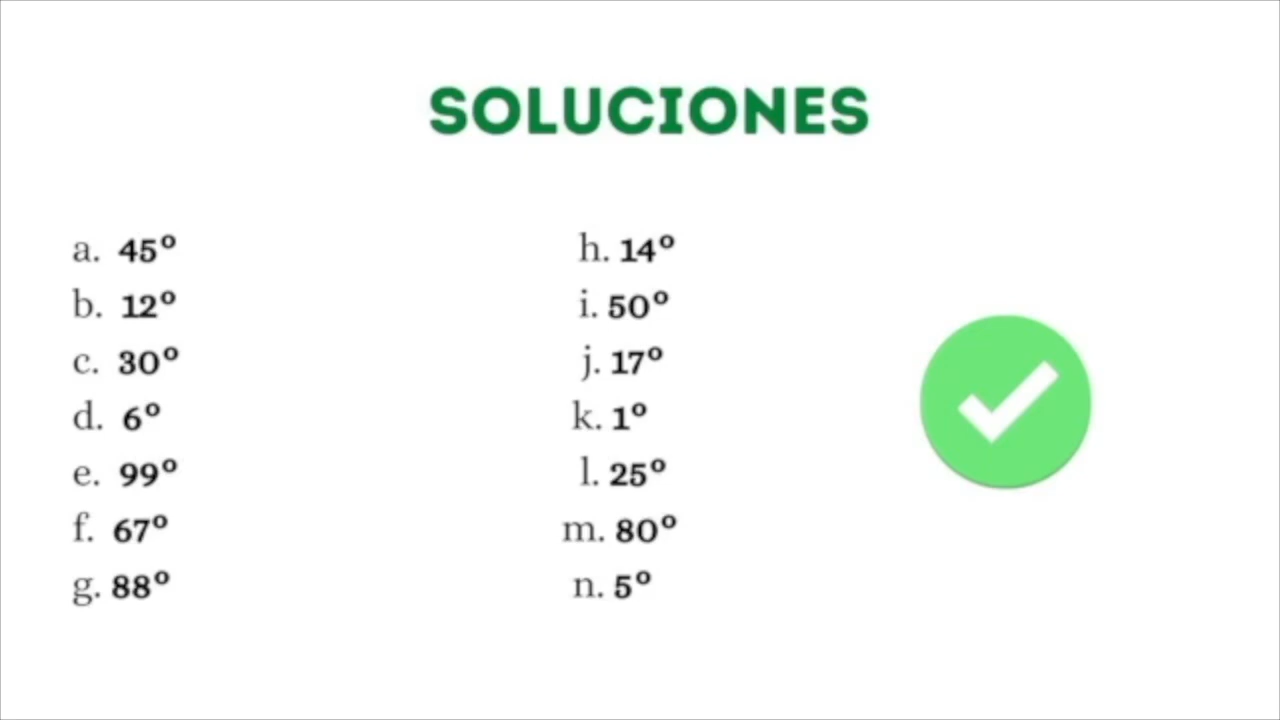 SOLUCIONES
a. 45º
b. 12º
c. 30º
d. 6º
e. 99º
f. 67º
g. 88º
h. 14º
i. 50º
j. 17º
k. 1º
l. 25º
m. 80º
n. 5º